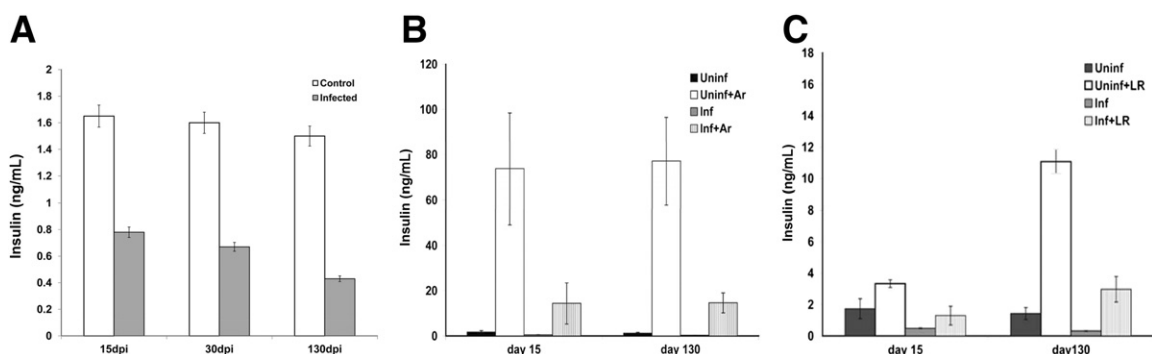 A
Insulin (ng/mL)
2
1.8
1.6
1.4
1.2
1
0.8
0.6
0.4
0.2
0
Control
Infected
15dpi 30dpi 130dpi
B
Insulin (ng/mL)
120
100
80
60
40
20
0
Uninf
Uninf+Ar
Inf
Inf+Ar
day 15 day 130
C
Insulin (ng/mL)
18
16
14
12
10
8
6
4
2
0
Uninf
Uninf+LR
Inf
Inf+LR
day 15 day130